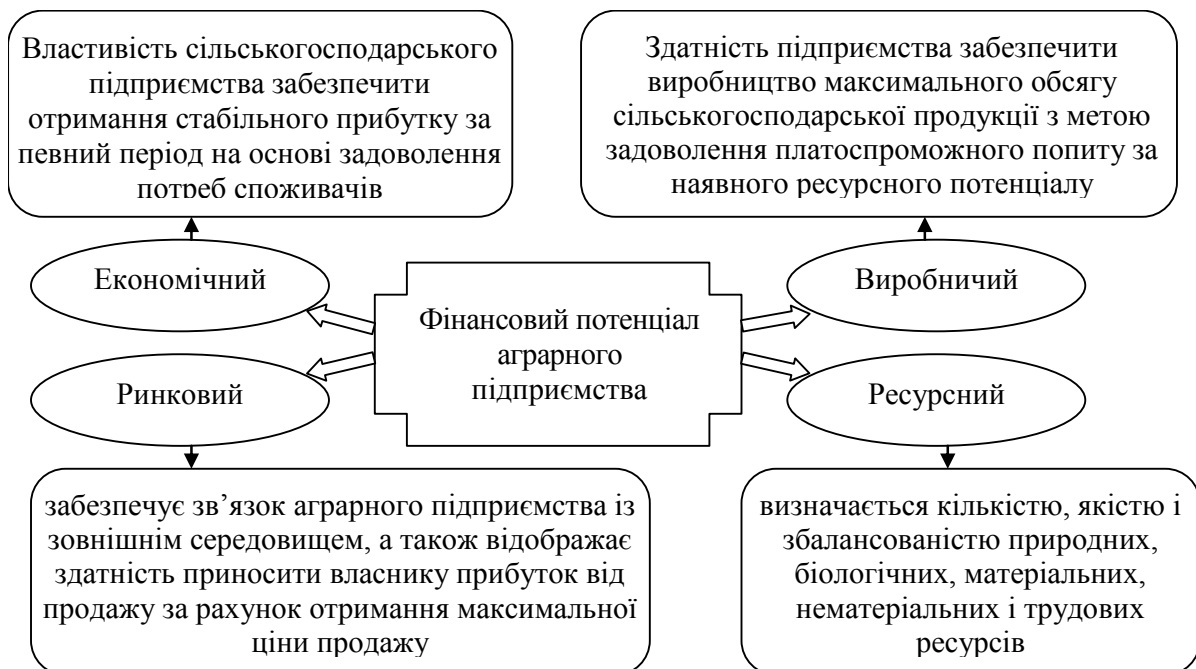 Властивість сільськогосподарського
підприємства забезпечити
отримання стабільного прибутку за
певний період на основі задоволення
потреб споживачів
Здатність підприємства забезпечити
виробництво максимального обсягу
сільськогосподарської продукції з метою
задоволення платоспроможного попиту за
наявного ресурсного потенціалу
Економічний
Виробничий
Фінансовий потенціал
аграрного
підприємства
Ринковий
Ресурсний
забезпечує зв’язок аграрного підприємства із
зовнішнім середовищем, а також відображає
здатність приносити власнику прибуток від
продажу за рахунок отримання максимальної
ціни продажу
визначається кількістю, якістю і
збалансованістю природних,
біологічних, матеріальних,
нематеріальних і трудових
ресурсів